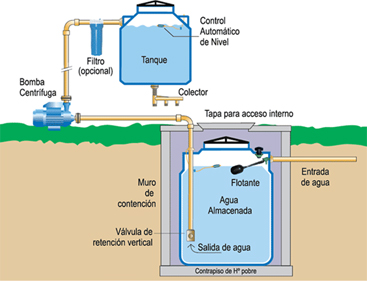 Control
Automático
de Nivel
Filtro
(opcional)
Tanque
Bomba
Centrífuga
Colector
Tapa para acceso interno
Muro
de
contención
Flotante
Entrada
de agua
Agua
Almacenada
Válvula de
retención vertical
Salida de agua
Contrapiso de Hº pobre